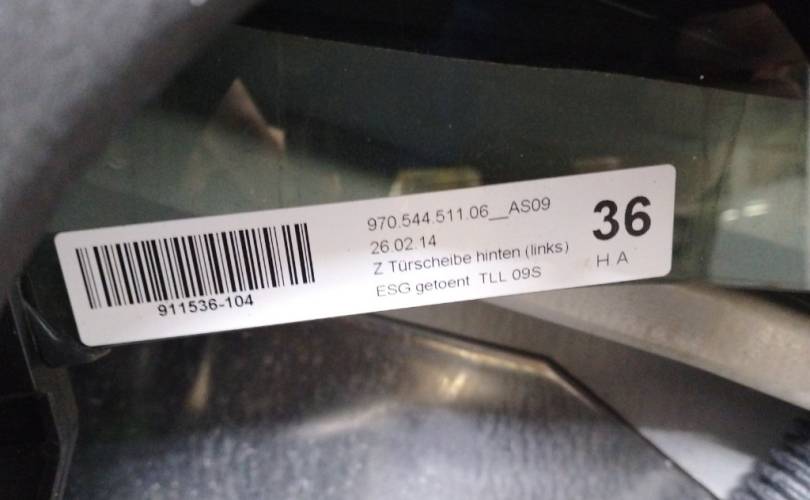 970.544.511.06__AS09
26.02.14
Z Türscheibe hinten (links)
ESG getoent TLL 09S
36
H A
911536-104